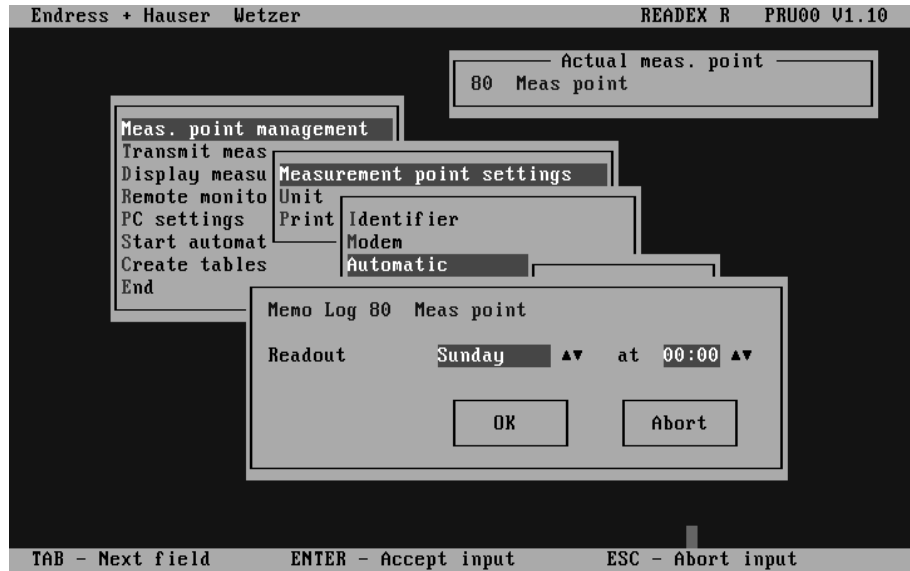 Endress + Hauser Wetzer READEX R PRU00 V1.10
Actual meas. point
80 Meas point
Meas. point management
Transmit meas
Display measu
Remote monito
PC settings
Start automat
Create tables
End
Measurement point settings
Unit
Print
Identifier
Modem
Automatic
Memo Log 80 Meas point
Readout Sunday ▲▼ at 00:00 ▲▼
OK Abort
TAB - Next field ENTER - Accept input ESC - Abort input